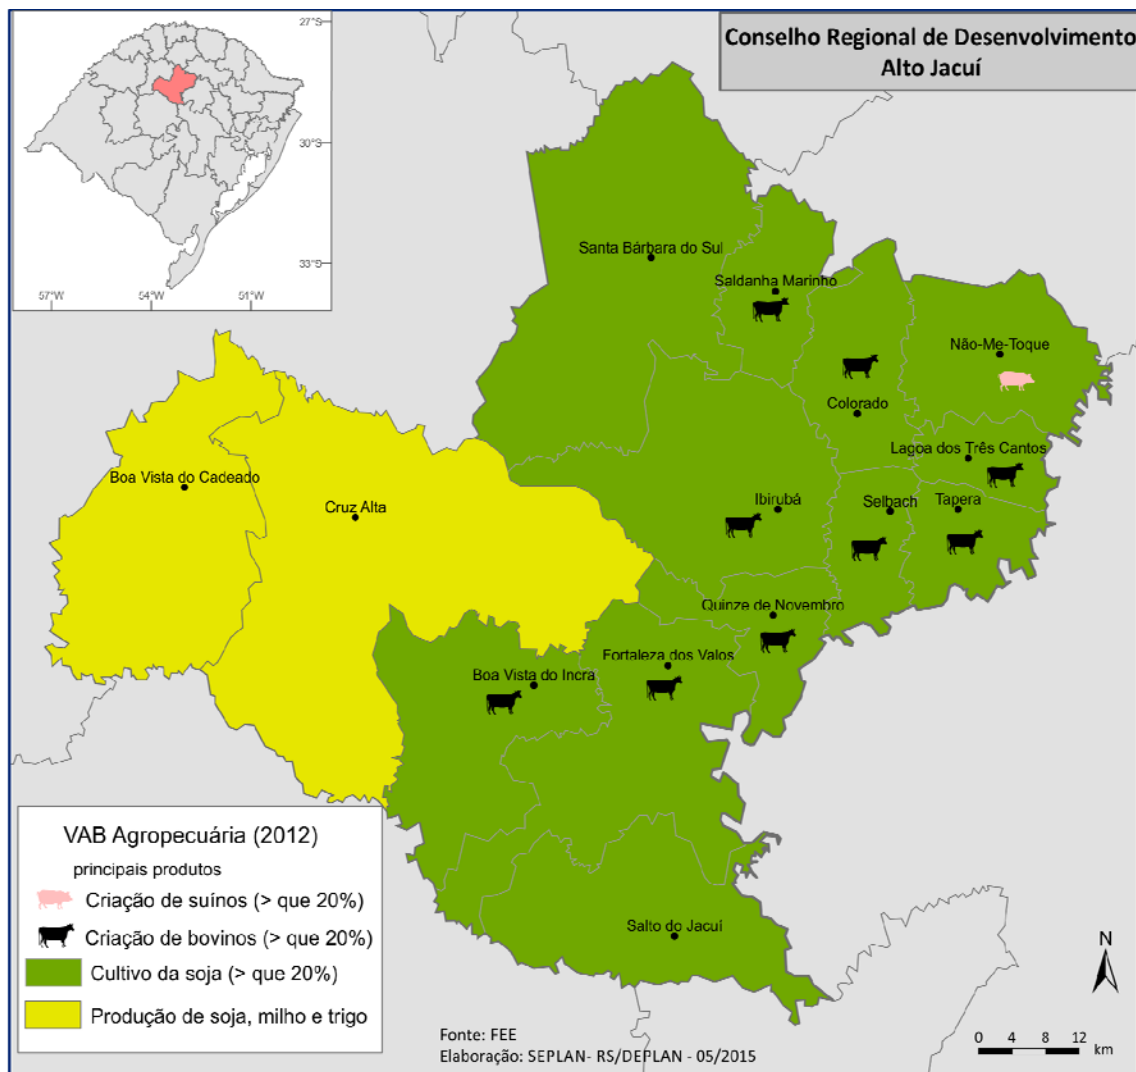 Conselho Regional de Desenvolvimento
Alto Jacuí
27°S
30°S
33°S
57°W
54°W
51°W
Santa Bárbara do Sul
Saldanha Marinho
Não-Me-Toque
Colorado
Lagoa dos Três Cantos
Boa Vista do Cadeado
Cruz Alta
Ibirubá
Selbach
Tapera
Quinze de Novembro
Fortaleza dos Valos
Boa Vista do Incra
Salto do Jacuí
VAB Agropecuária (2012)
principais produtos
Criação de suínos (> que 20%)
Criação de bovinos (> que 20%)
Cultivo da soja (> que 20%)
Produção de soja, milho e trigo
Fonte: FEE
Elaboração: SEPLAN- RS/DEPLAN - 05/2015
N
0 4 8 12
km